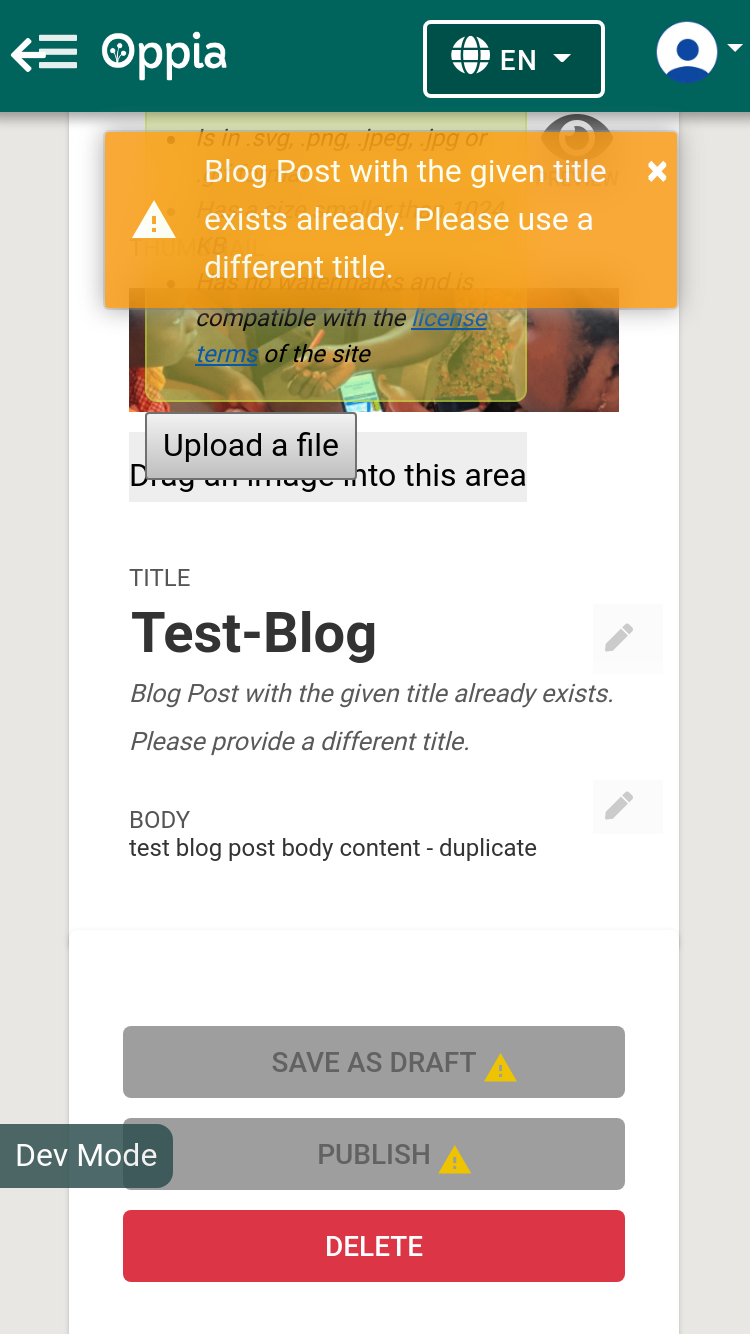 Oppia
EN
Is in .svg, .png, .jpeg, .jpg or
Blog Post with the given title
exists already. Please use a
different title.
Has a size smaller than 1024
KB
THUMBNAIL
Has no watermarks and is
compatible with the license
terms of the site
Upload a file
Drag an image into this area
TITLE
Test-Blog
Blog Post with the given title already exists.
Please provide a different title.
BODY
test blog post body content - duplicate
SAVE AS DRAFT
Dev Mode
PUBLISH
DELETE